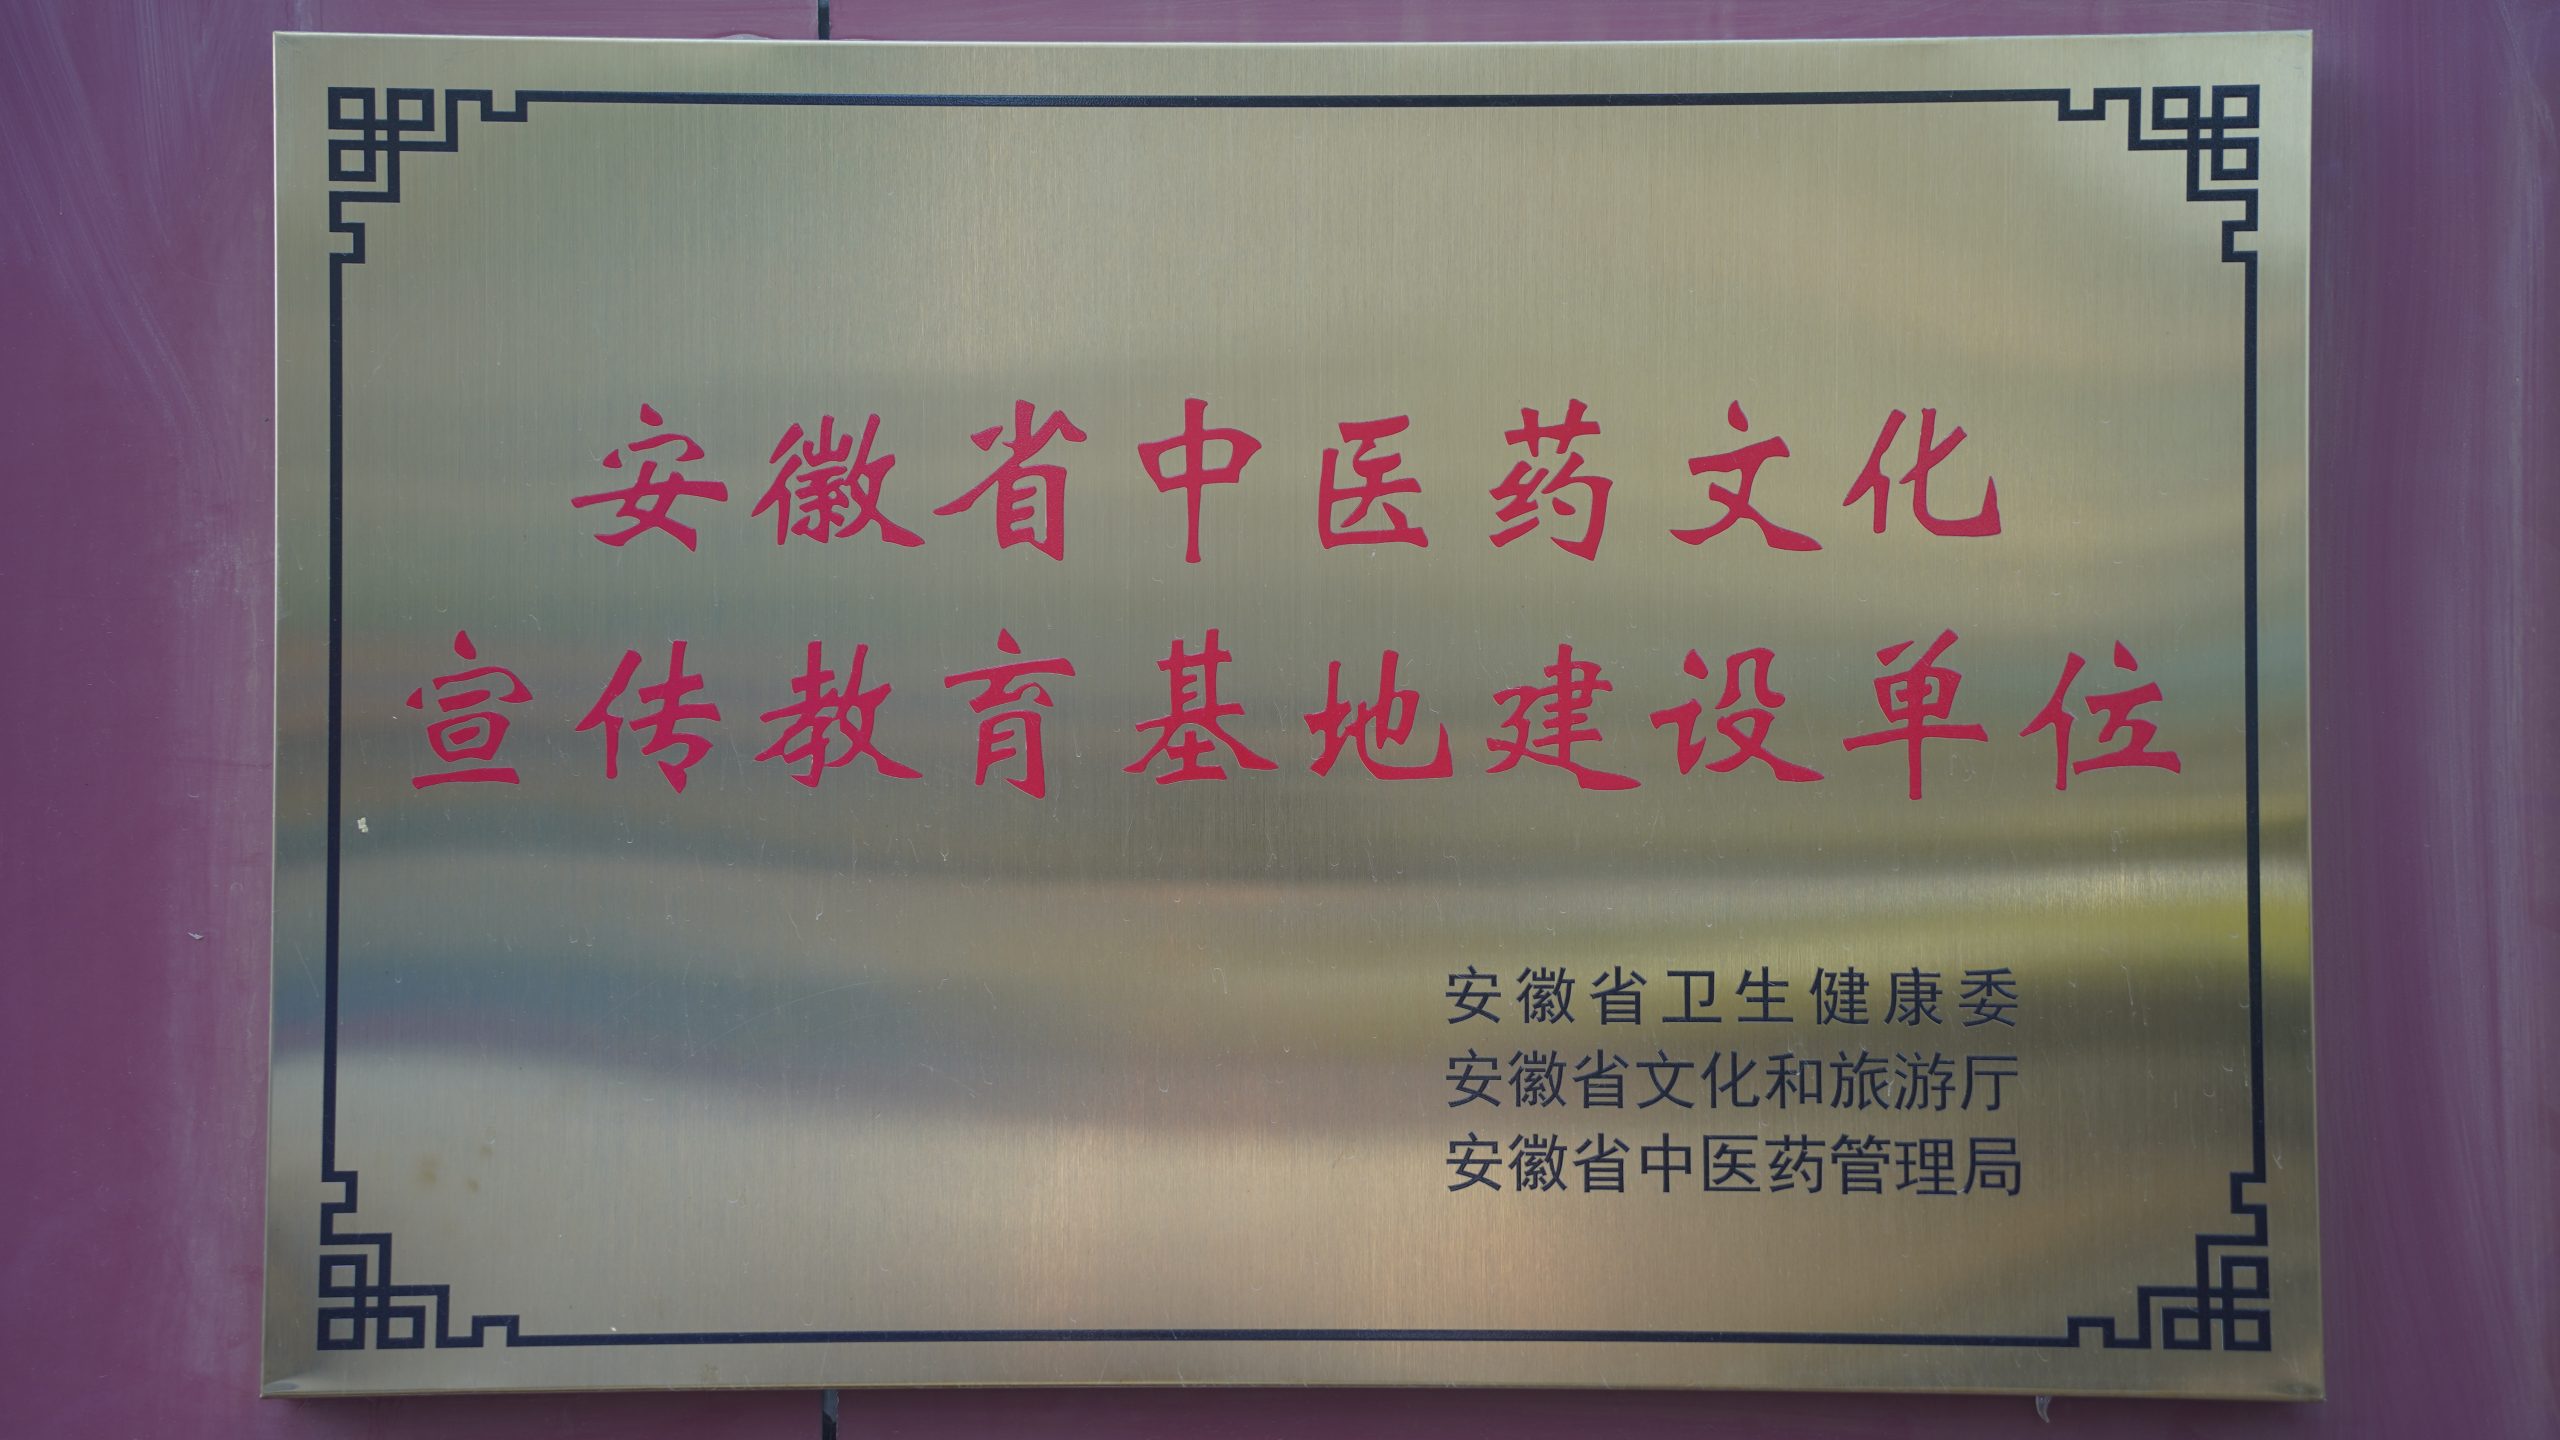 安徽省中医药文化
宣传教育基地建设单位
安徽省卫生健康委
安徽省文化和旅游厅
安徽省中医药管理局